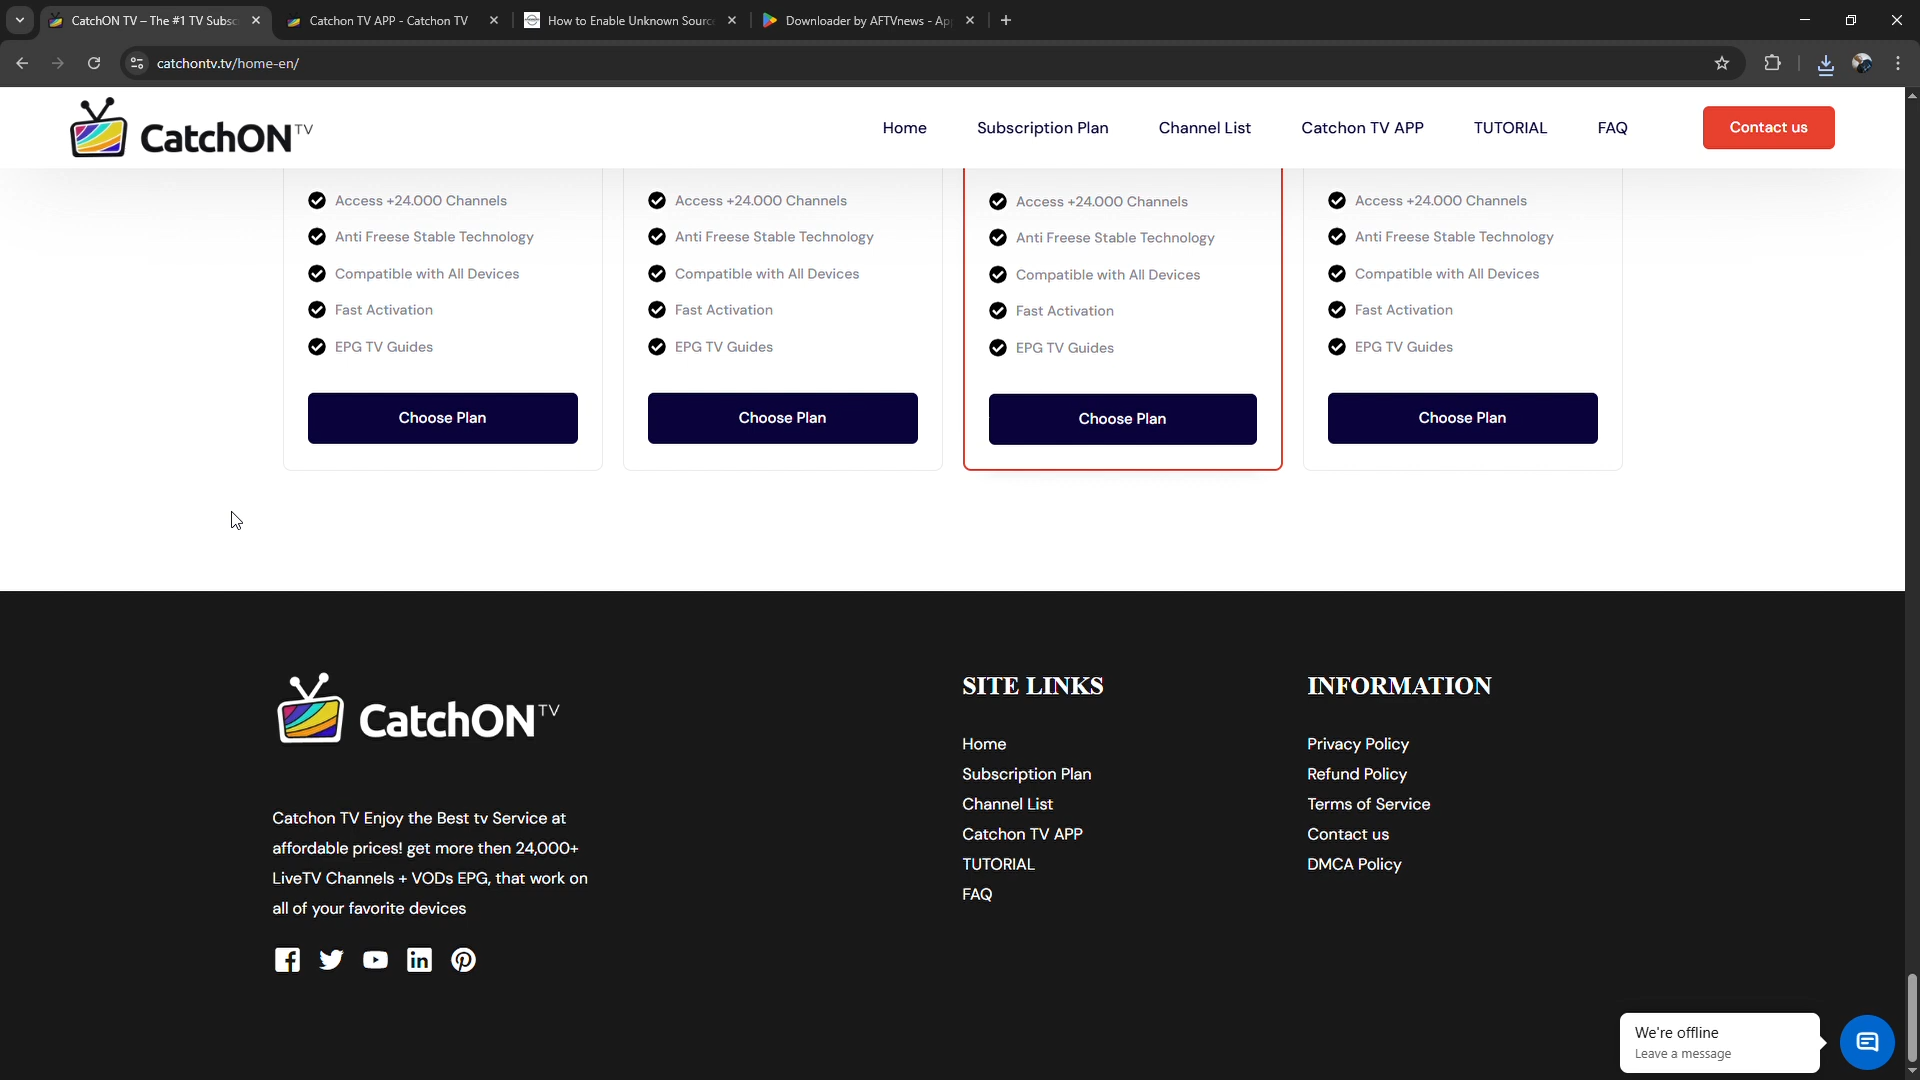 CatchON TV – The #1 TV Subsc
Catchon TV APP - Catchon TV
How to Enable Unknown Source
Downloader by AFTVnews - App
catchontv.tv/home-en/
CatchON TV
Home
Subscription Plan
Channel List
Catchon TV APP
TUTORIAL
FAQ
Contact us
Access +24.000 Channels
Anti Freese Stable Technology
Compatible with All Devices
Fast Activation
EPG TV Guides
Choose Plan
Access +24.000 Channels
Anti Freese Stable Technology
Compatible with All Devices
Fast Activation
EPG TV Guides
Choose Plan
Access +24.000 Channels
Anti Freese Stable Technology
Compatible with All Devices
Fast Activation
EPG TV Guides
Choose Plan
Access +24.000 Channels
Anti Freese Stable Technology
Compatible with All Devices
Fast Activation
EPG TV Guides
Choose Plan
CatchON TV
Catchon TV Enjoy the Best tv Service at
affordable prices! get more then 24,000+
LiveTV Channels + VODs EPG, that work on
all of your favorite devices
SITE LINKS
Home
Subscription Plan
Channel List
Catchon TV APP
TUTORIAL
FAQ
INFORMATION
Privacy Policy
Refund Policy
Terms of Service
Contact us
DMCA Policy
We're offline
Leave a message